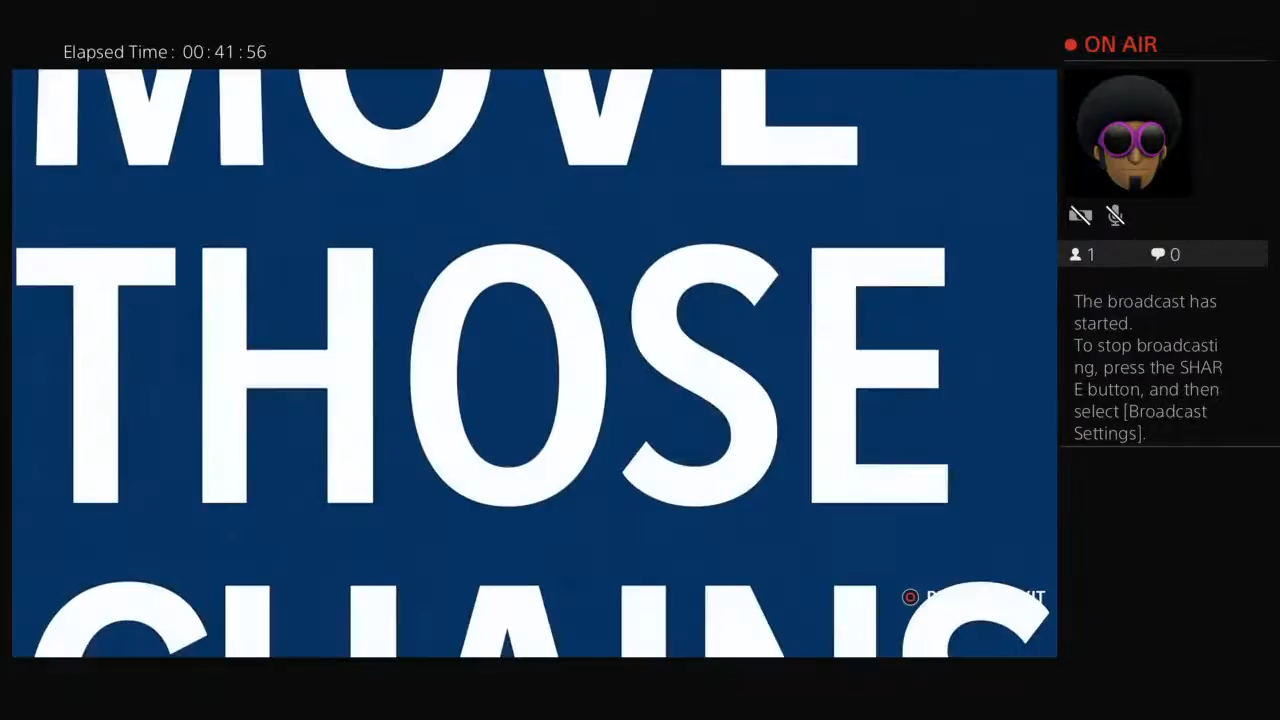 Elapsed Time: 00:41:56
ON AIR
MOVE
THOSE
CHAINS
1 0
The broadcast has
started.
To stop broadcasti
ng, press the SHAR
E button, and then
select [Broadcast
Settings].